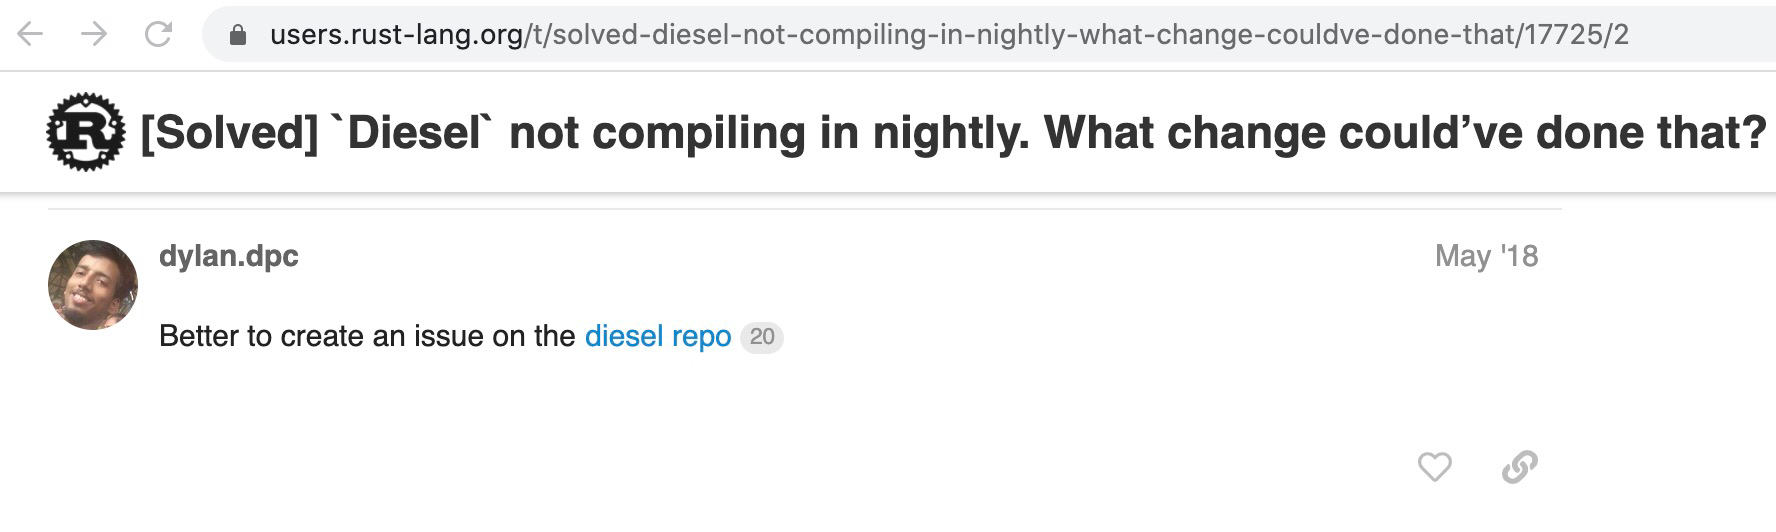 users.rust-lang.org/t/solved-diesel-not-compiling-in-nightly-what-change-couldve-done-that/17725/2
R [Solved] `Diesel` not compiling in nightly. What change could’ve done that?
dylan.dpc May '18
Better to create an issue on the diesel repo 20